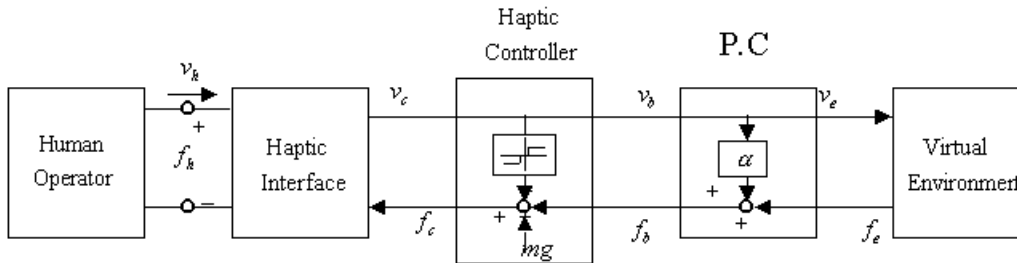 Haptic
Controller
P.C
v_h
v_c
v_b
v_e
+
Human
Operator
f_h
Haptic
Interface
α
Virtual
Environment
−
+
−
+
+
f_c
mg
f_b
f_e